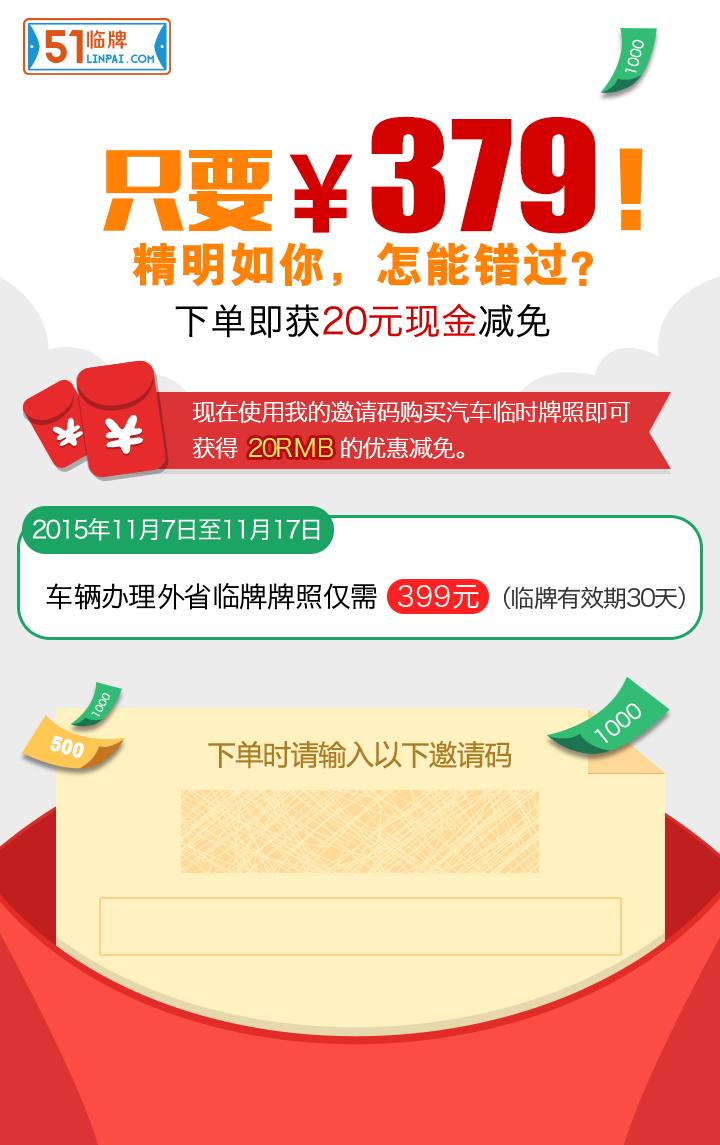 51临牌
LINPAI.COM
1000
只要￥379！
精明如你，怎能错过？
下单即获20元现金减免
现在使用我的邀请码购买汽车临时牌照即可
获得 20RMB 的优惠减免。
2015年11月7日至11月17日
车辆办理外省临牌牌照仅需 399元（临牌有效期30天）
1000
500
1000
下单时请输入以下邀请码